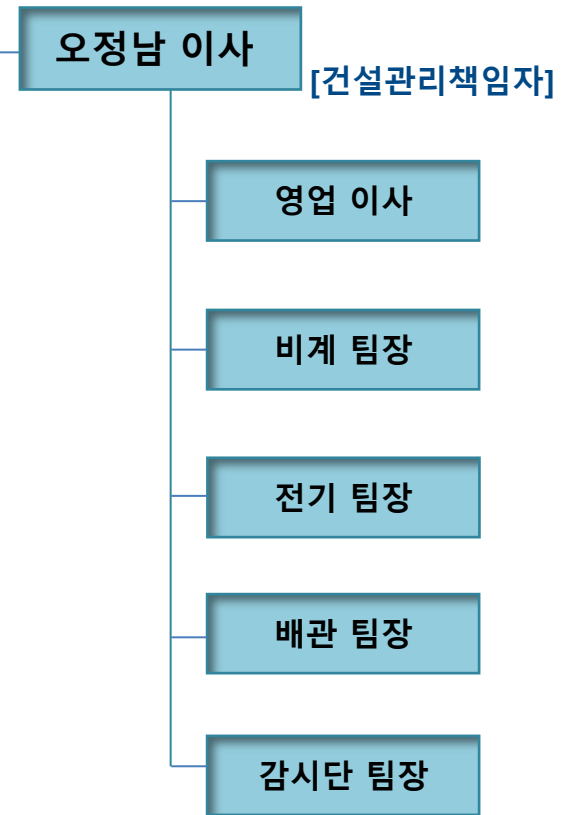 오정남 이사
[건설관리책임자]
영업 이사
비계 팀장
전기 팀장
배관 팀장
감시단 팀장